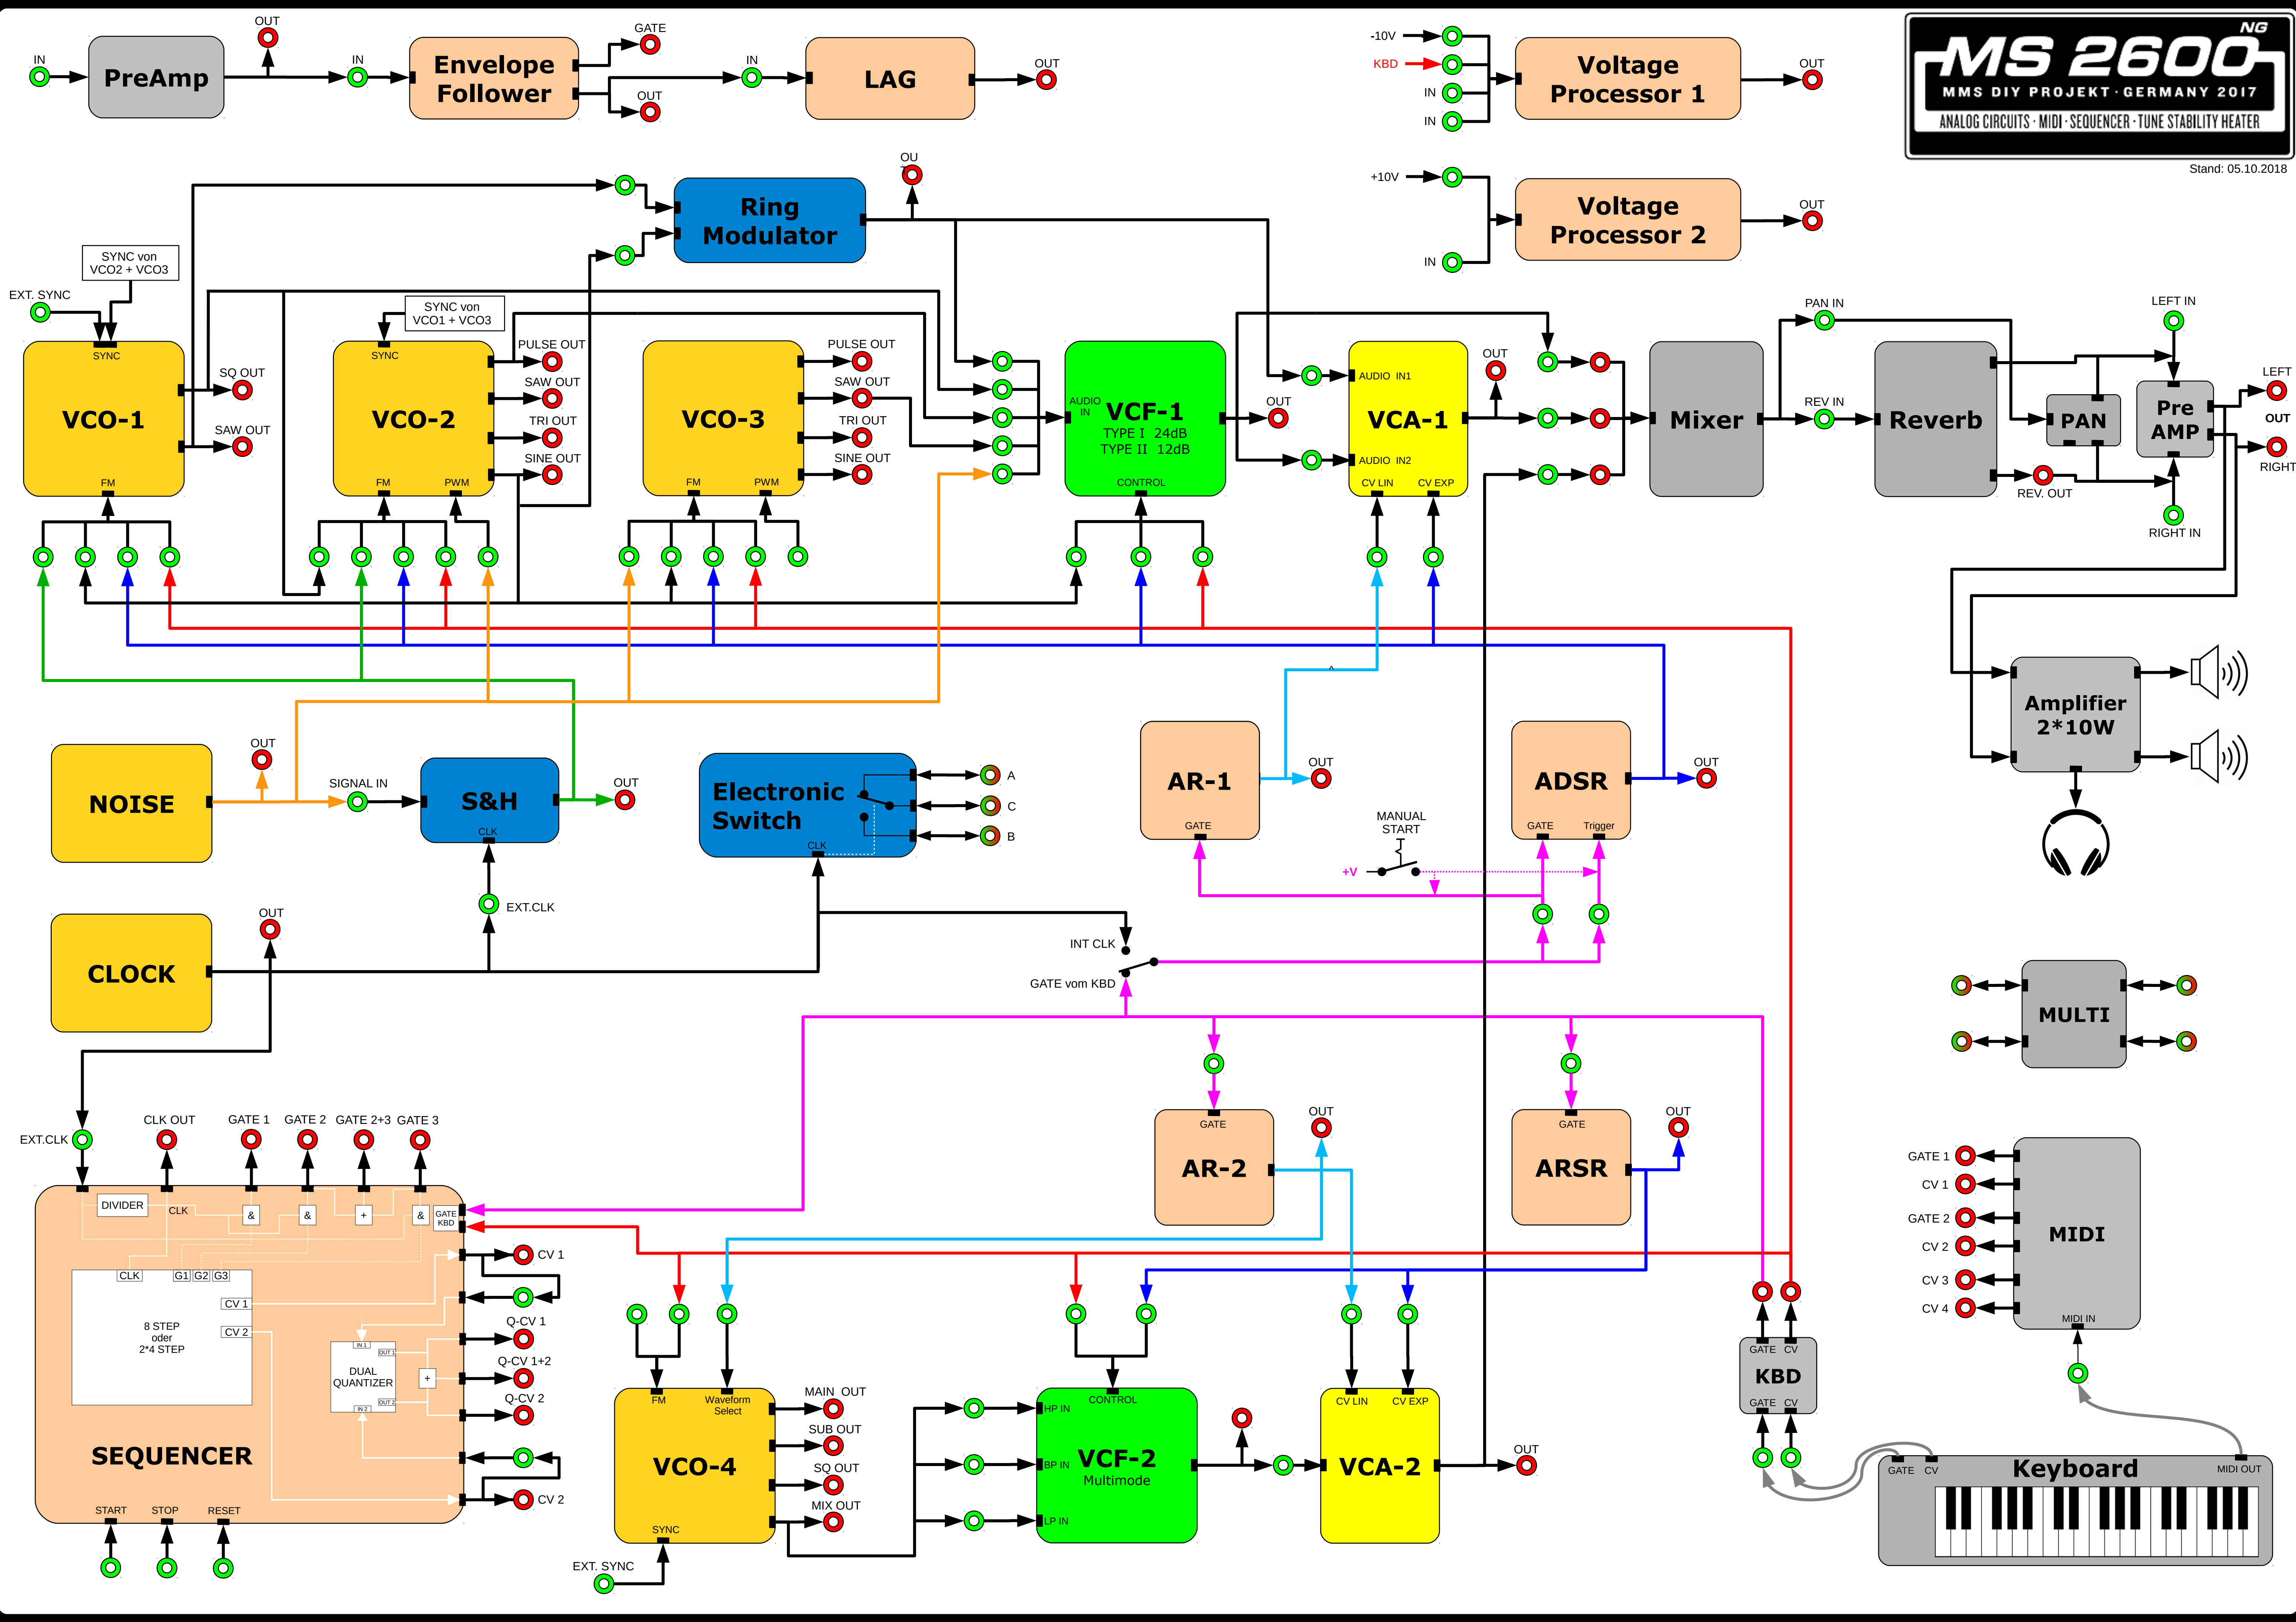 IN
PreAmp
OUT
IN
Envelope
Follower
GATE
OUT
IN
LAG
OUT
-10V
KBD
IN
IN
Voltage
Processor 1
OUT
NG
MS 2600
MMS DIY PROJEKT · GERMANY 2017
ANALOG CIRCUITS · MIDI · SEQUENCER · TUNE STABILITY HEATER
Stand: 05.10.2018
+10V
IN
Voltage
Processor 2
OUT
Ring
Modulator
OU
SYNC von
VCO2 + VCO3
EXT. SYNC
SYNC
VCO-1
FM
SQ OUT
SAW OUT
SYNC von
VCO1 + VCO3
SYNC
VCO-2
FM
PWM
PULSE OUT
SAW OUT
TRI OUT
SINE OUT
VCO-3
FM
PWM
PULSE OUT
SAW OUT
TRI OUT
SINE OUT
AUDIO
IN
VCF-1
TYPE I 24dB
TYPE II 12dB
CONTROL
OUT
AUDIO IN1
VCA-1
AUDIO IN2
CV LIN
CV EXP
OUT
Mixer
PAN IN
REV IN
Reverb
REV. OUT
PAN
LEFT IN
Pre
AMP
RIGHT IN
LEFT
OUT
RIGHT
Amplifier
2*10W
NOISE
OUT
SIGNAL IN
S&H
CLK
OUT
EXT.CLK
Electronic
Switch
CLK
A
C
B
AR-1
GATE
OUT
MANUAL
START
+V
ADSR
GATE
Trigger
OUT
CLOCK
OUT
INT CLK
GATE vom KBD
MULTI
EXT.CLK
CLK OUT
GATE 1
GATE 2
GATE 2+3
GATE 3
DIVIDER
CLK
&
&
+
&
GATE
KBD
CLK
G1
G2
G3
CV 1
CV 2
8 STEP
oder
2*4 STEP
IN 1
OUT 1
DUAL
QUANTIZER
OUT 2
IN 2
+
SEQUENCER
START
STOP
RESET
CV 1
Q-CV 1
Q-CV 1+2
Q-CV 2
CV 2
GATE
AR-2
OUT
GATE
ARSR
OUT
FM
Waveform
Select
VCO-4
SYNC
EXT. SYNC
MAIN OUT
SUB OUT
SQ OUT
MIX OUT
CONTROL
HP IN
BP IN
LP IN
VCF-2
Multimode
CV LIN
CV EXP
VCA-2
OUT
GATE
CV
KBD
GATE
CV
GATE 1
CV 1
GATE 2
CV 2
CV 3
CV 4
MIDI
MIDI IN
GATE
CV
Keyboard
MIDI OUT